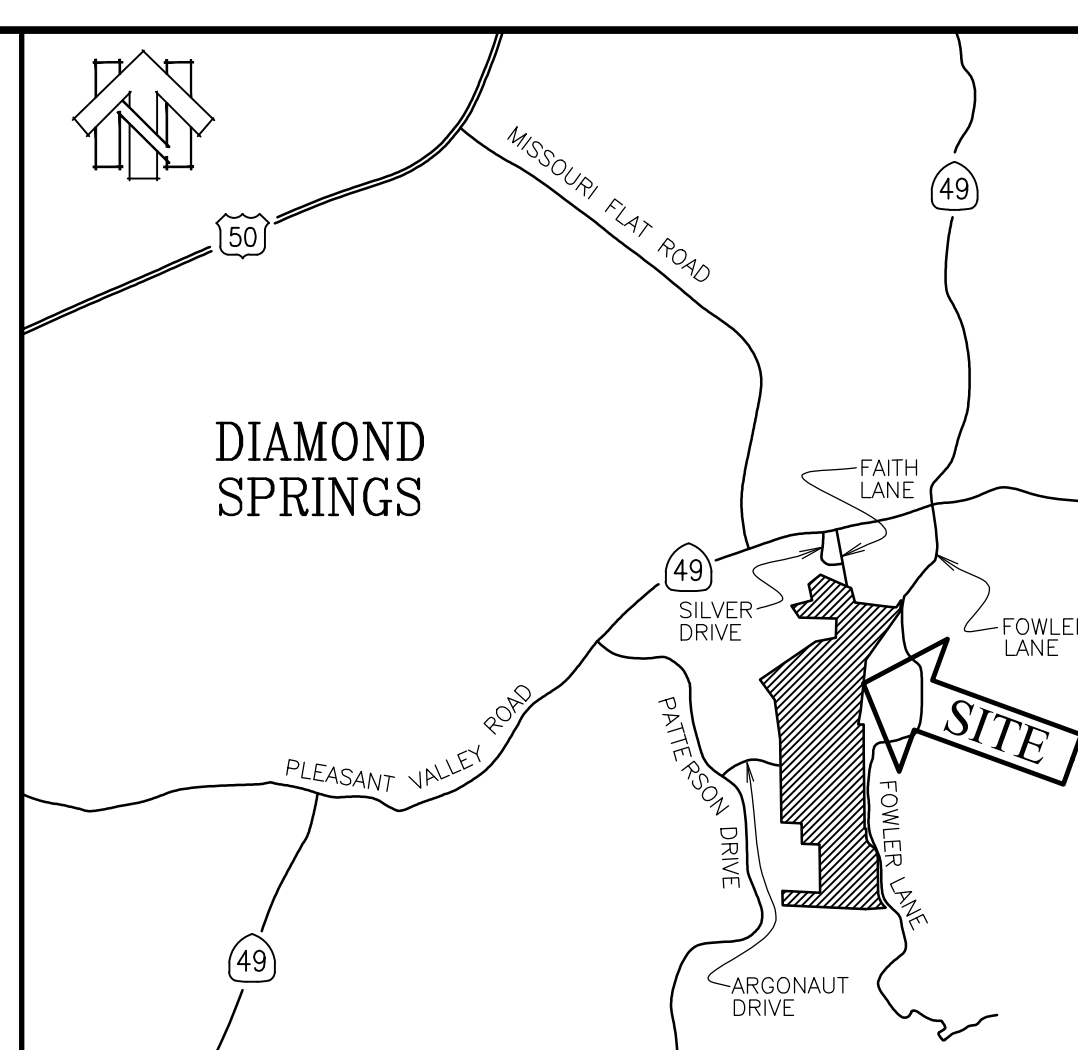 N
MISSOURI FLAT ROAD
49
50
DIAMOND
SPRINGS
FAITH
LANE
49
SILVER
DRIVE
FOWLE
LANE
SITE
PATTERSON DRIVE
PLEASANT VALLEY ROAD
FOWLER LANE
49
ARGONAUT
DRIVE